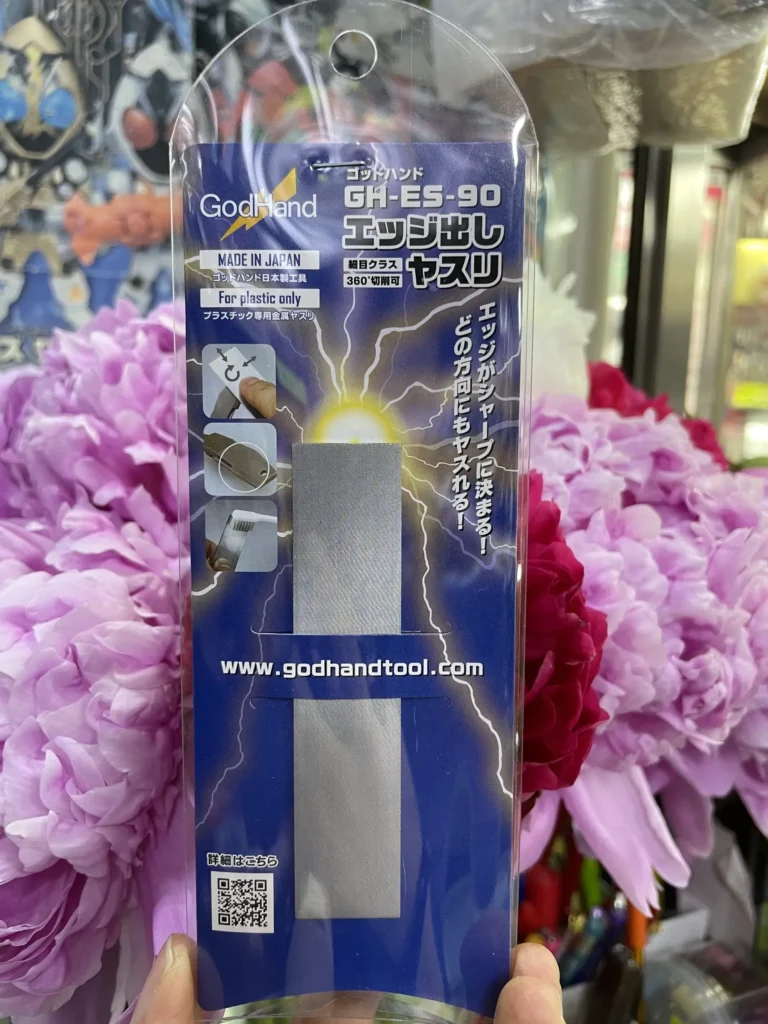 GodHand
ゴッドハンド
GH-ES-90
エッジ出し
細目クラス
360°切削可
ヤスリ
MADE IN JAPAN
ゴッドハンド日本製工具
For plastic only
プラスチック専用金属ヤスリ
エッジがシャープに決まる!
どの方向にもヤスれる!
www.godhandtool.com
詳細はこちら